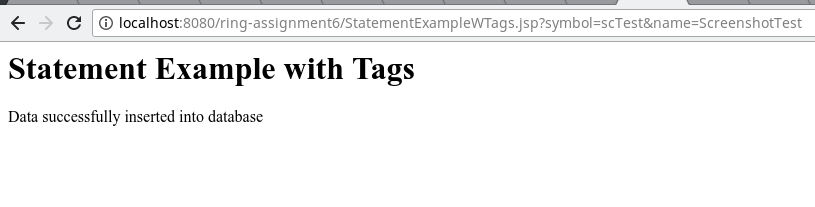 localhost:8080/ring-assignment6/StatementExampleWTags.jsp?symbol=scTest&name=ScreenshotTest
Statement Example with Tags
Data successfully inserted into database